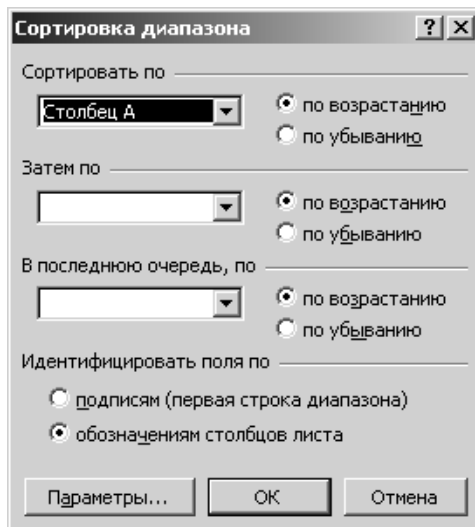 Сортировка диапазона
Сортировать по
Столбец A
по возрастанию
по убыванию
Затем по
по возрастанию
по убыванию
В последнюю очередь, по
по возрастанию
по убыванию
Идентифицировать поля по
подписям (первая строка диапазона)
обозначениям столбцов листа
Параметры... ОК Отмена